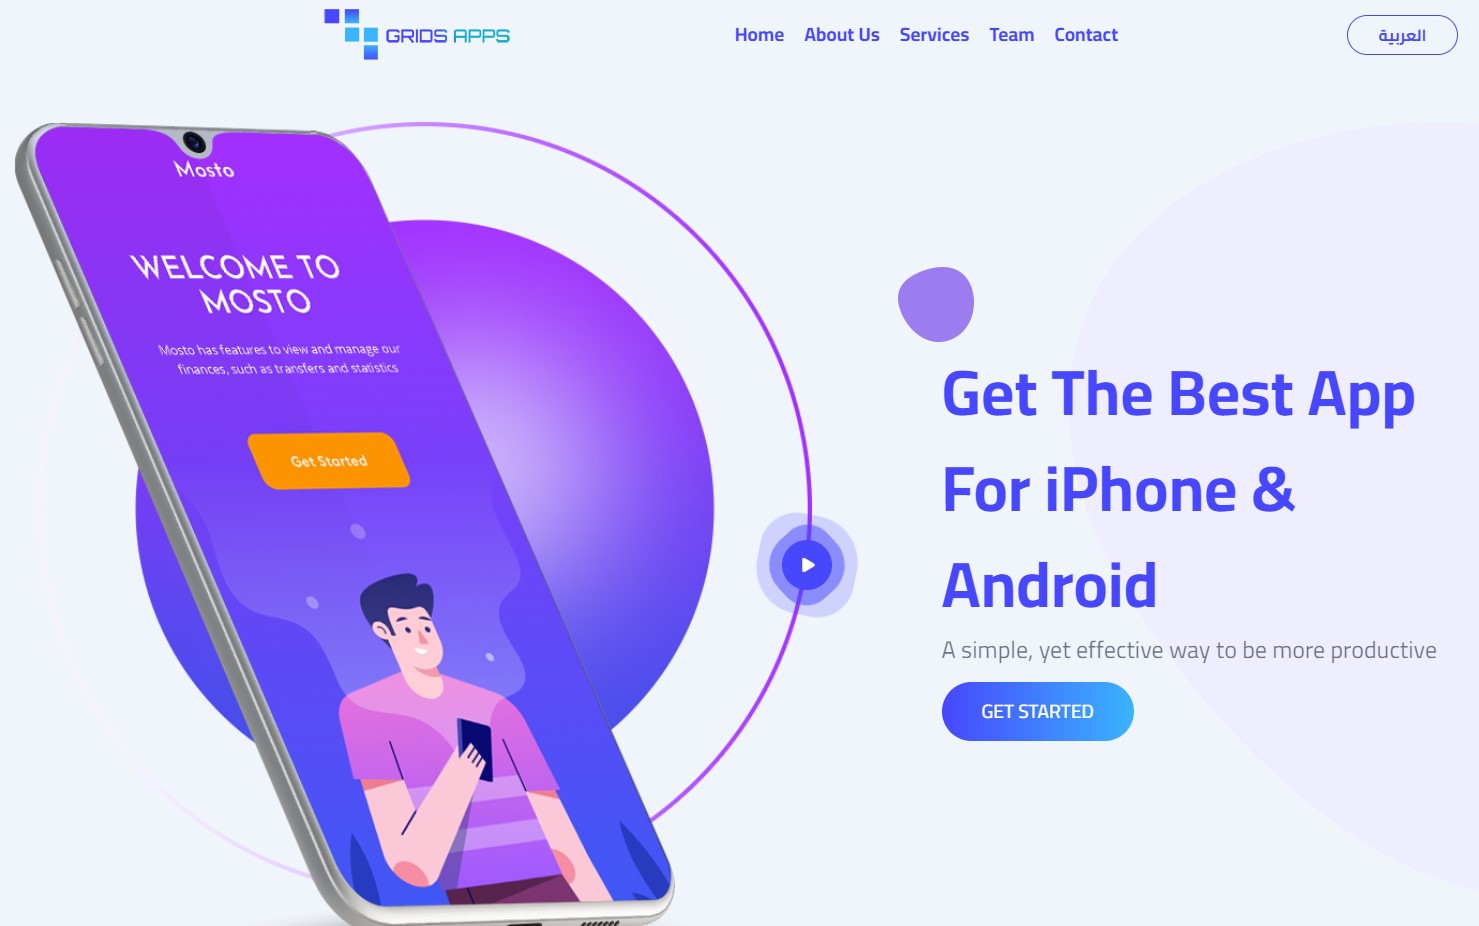 GRIDS APPS
Home
About Us
Services
Team
Contact
العربية
Mosto
WELCOME TO
MOSTO
Mosto has features to view and manage our
finances, such as transfers and statistics
Get Started
Get The Best App
For iPhone &
Android
A simple, yet effective way to be more productive
GET STARTED